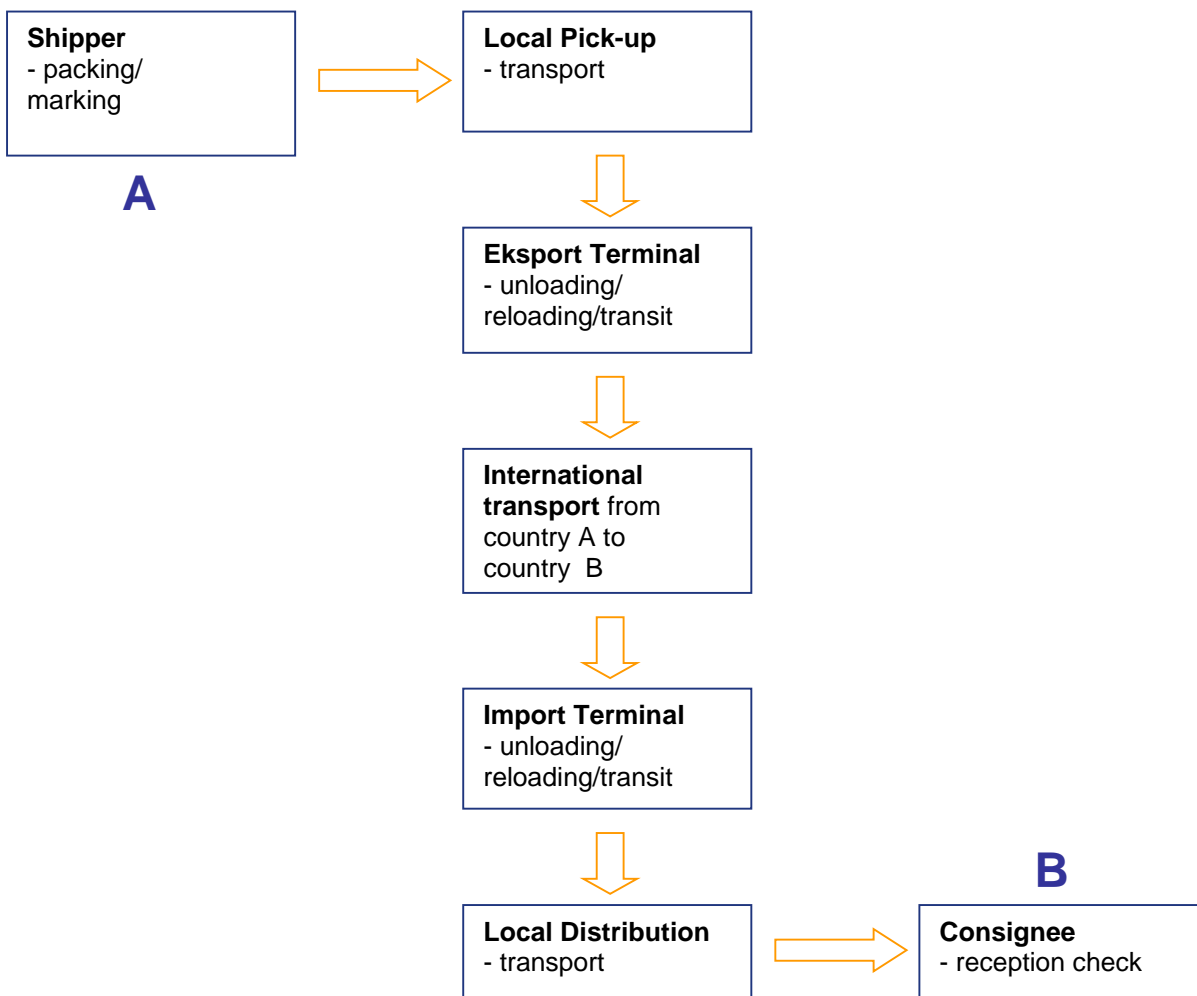 Shipper
- packing/
marking
A
Local Pick-up
- transport
Eksport Terminal
- unloading/
reloading/transit
International
transport from
country A to
country  B
Import Terminal
- unloading/
reloading/transit
Local Distribution
- transport
B
Consignee
- reception check